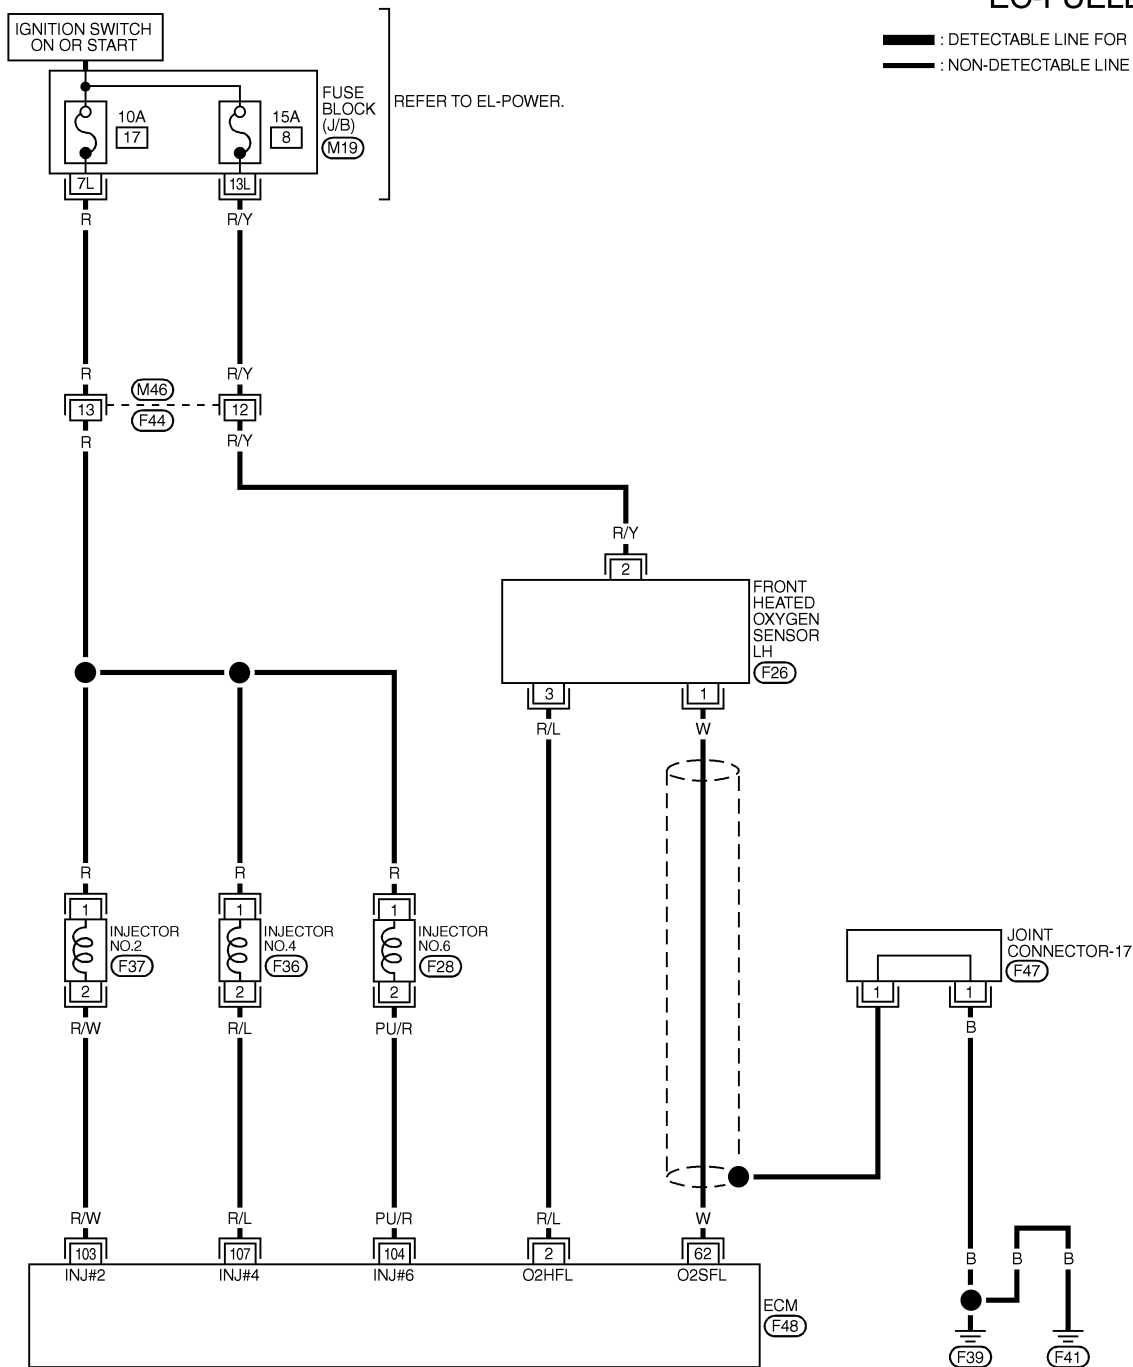 IGNITION SWITCH
ON OR START
: DETECTABLE LINE FOR
: NON-DETECTABLE LINE
10A
17
15A
8
FUSE
BLOCK
(J/B)
M19
REFER TO EL-POWER.
7L
13L
R
R/Y
R
R/Y
M46
13
12
F44
R
R/Y
R/Y
2
FRONT
HEATED
OXYGEN
SENSOR
LH
F26
3
1
R/L
W
R
R
R
1
1
1
INJECTOR
NO.2
F37
INJECTOR
NO.4
F36
INJECTOR
NO.6
F28
2
2
2
R/W
R/L
PU/R
JOINT
CONNECTOR-17
F47
1
1
B
R/W
R/L
PU/R
R/L
W
103
107
104
2
62
INJ#2
INJ#4
INJ#6
O2HFL
O2SFL
ECM
F48
B
B
B
F39
F41